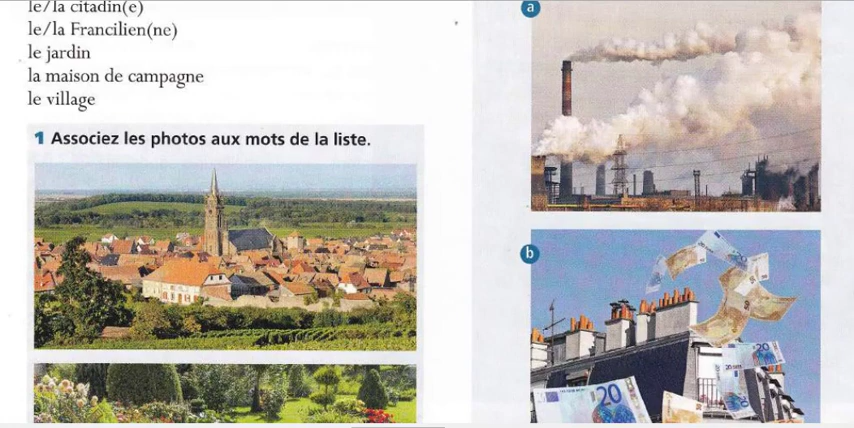 le/la citadin(e)
le/la Francilien(ne)
le jardin
la maison de campagne
le village
1 Associez les photos aux mots de la liste.
a
b
20
20
20